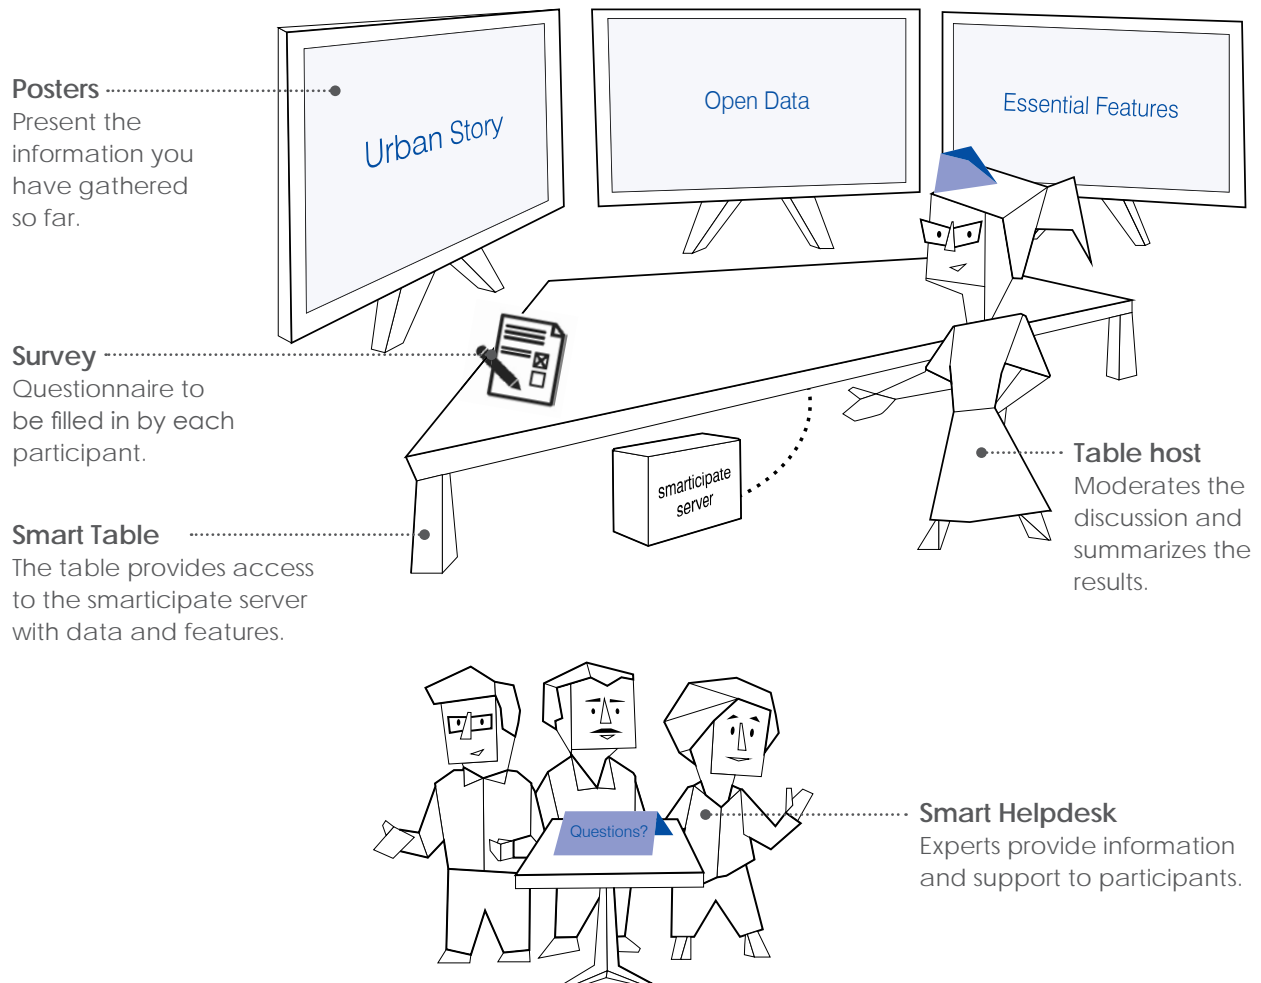 Posters
Present the
information you
have gathered
so far.
Urban Story
Open Data
Essential Features
Survey
Questionnaire to
be filled in by each
participant.
smarticipate
server
Table host
Moderates the
discussion and
summarizes the
results.
Smart Table
The table provides access
to the smarticipate server
with data and features.
Questions?
Smart Helpdesk
Experts provide information
and support to participants.